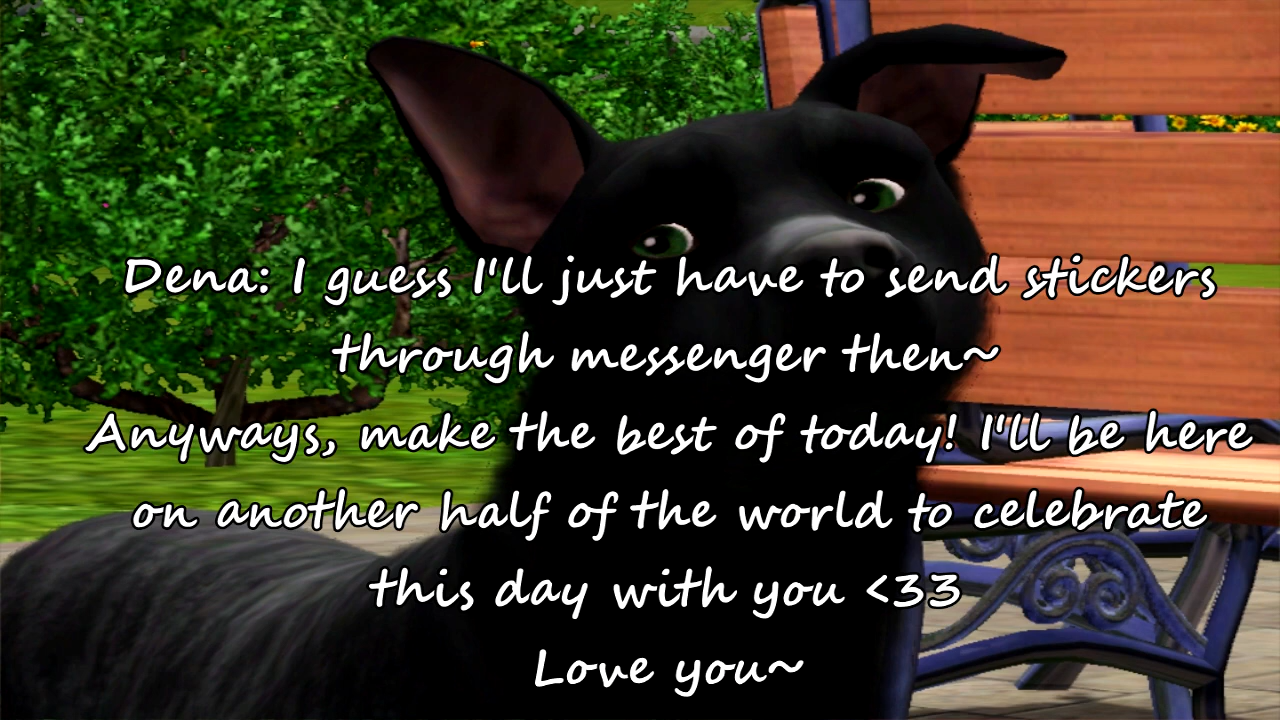 Dena: I guess I'll just have to send stickers
through messenger then~
Anyways, make the best of today! I'll be here
on another half of the world to celebrate
this day with you <33
Love you~